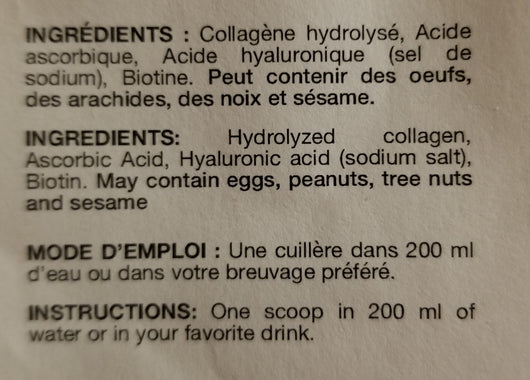 INGRÉDIENTS : Collagène hydrolysé, Acide
ascorbique, Acide hyaluronique (sel de
sodium), Biotine. Peut contenir des oeufs,
des arachides, des noix et sésame.
INGREDIENTS: Hydrolyzed collagen,
Ascorbic Acid, Hyaluronic acid (sodium salt),
Biotin. May contain eggs, peanuts, tree nuts
and sesame
MODE D'EMPLOI : Une cuillère dans 200 ml
d'eau ou dans votre breuvage préféré.
INSTRUCTIONS: One scoop in 200 ml of
water or in your favorite drink.